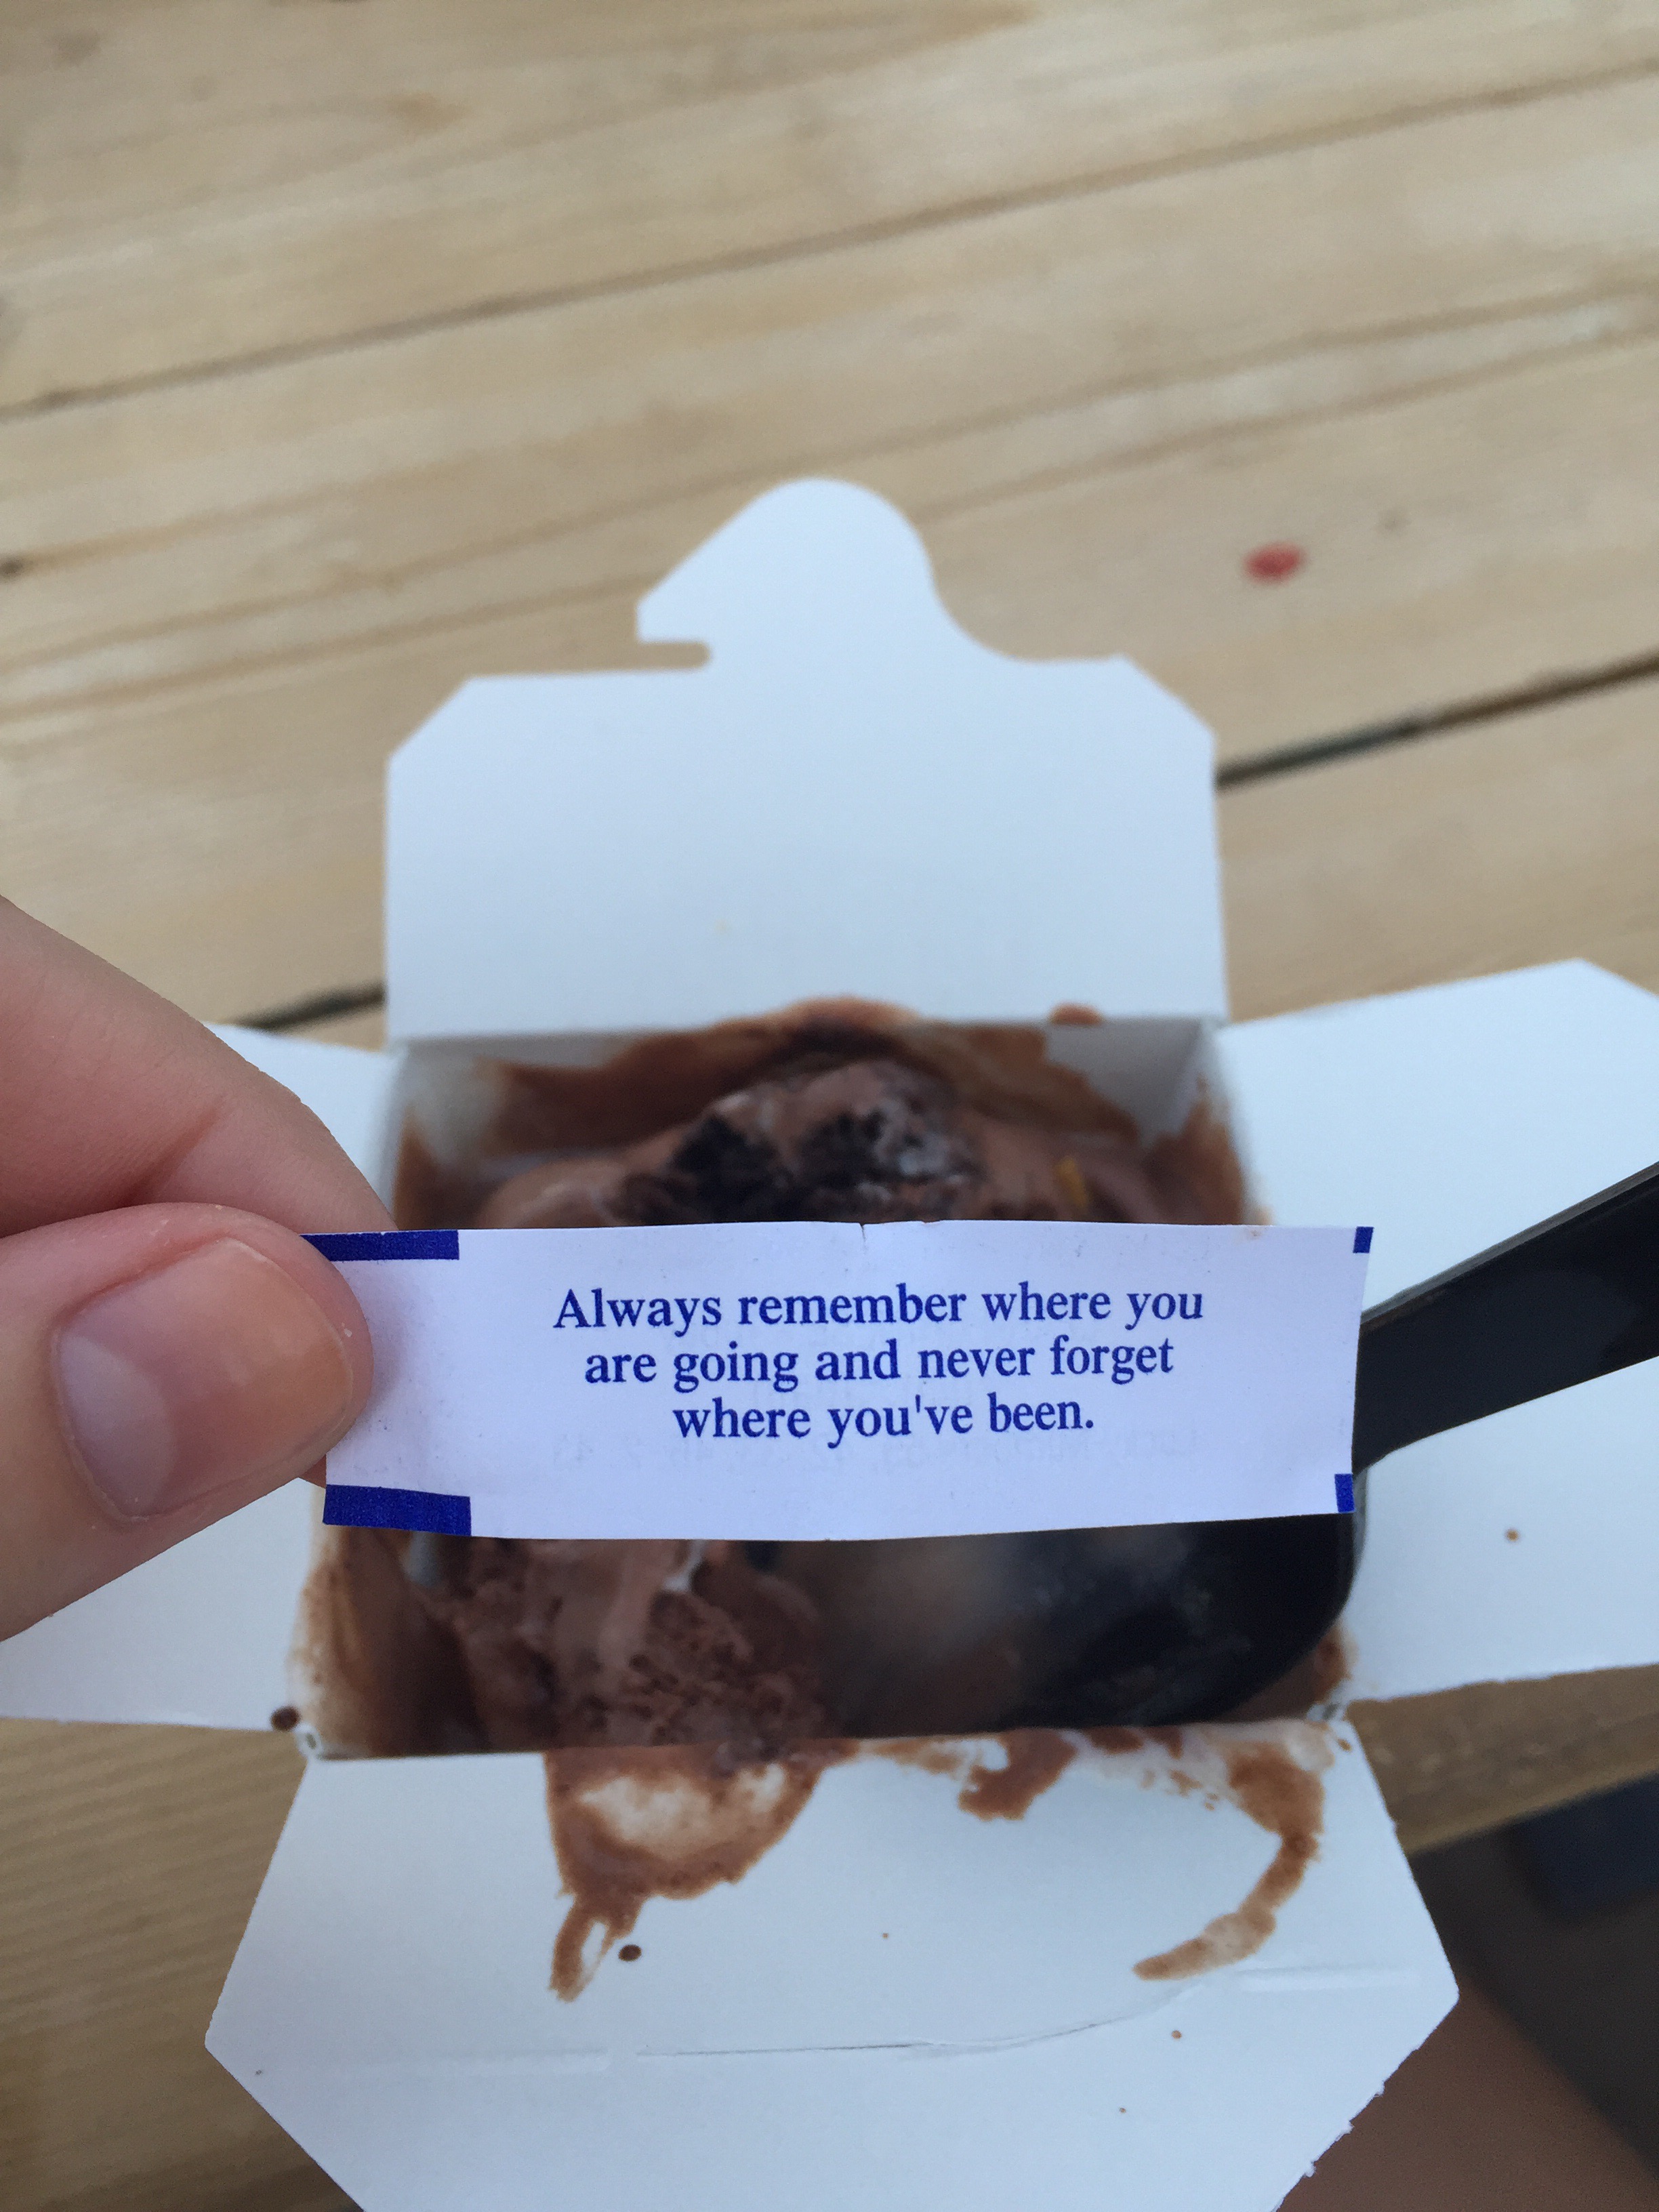 Always remember where you
are going and never forget
where you've been.